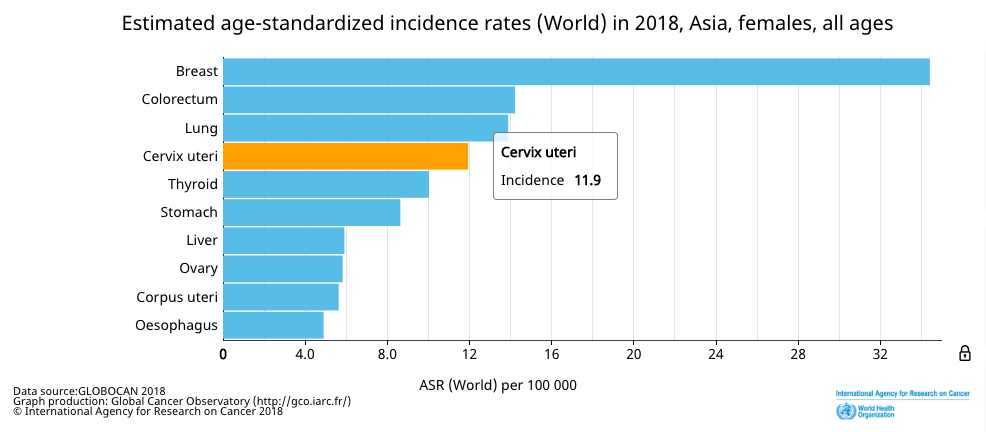 Estimated age-standardized incidence rates (World) in 2018, Asia, females, all ages
Breast
Colorectum
Lung
Cervix uteri
Thyroid
Stomach
Liver
Ovary
Corpus uteri
Oesophagus
Cervix uteri
Incidence 11.9
0 4.0 8.0 12 16 20 24 28 32
ASR (World) per 100 000
Data source:GLOBOCAN 2018
Graph production: Global Cancer Observatory (http://gco.iarc.fr/)
© International Agency for Research on Cancer 2018
International Agency for Research on Cancer
World Health
Organization